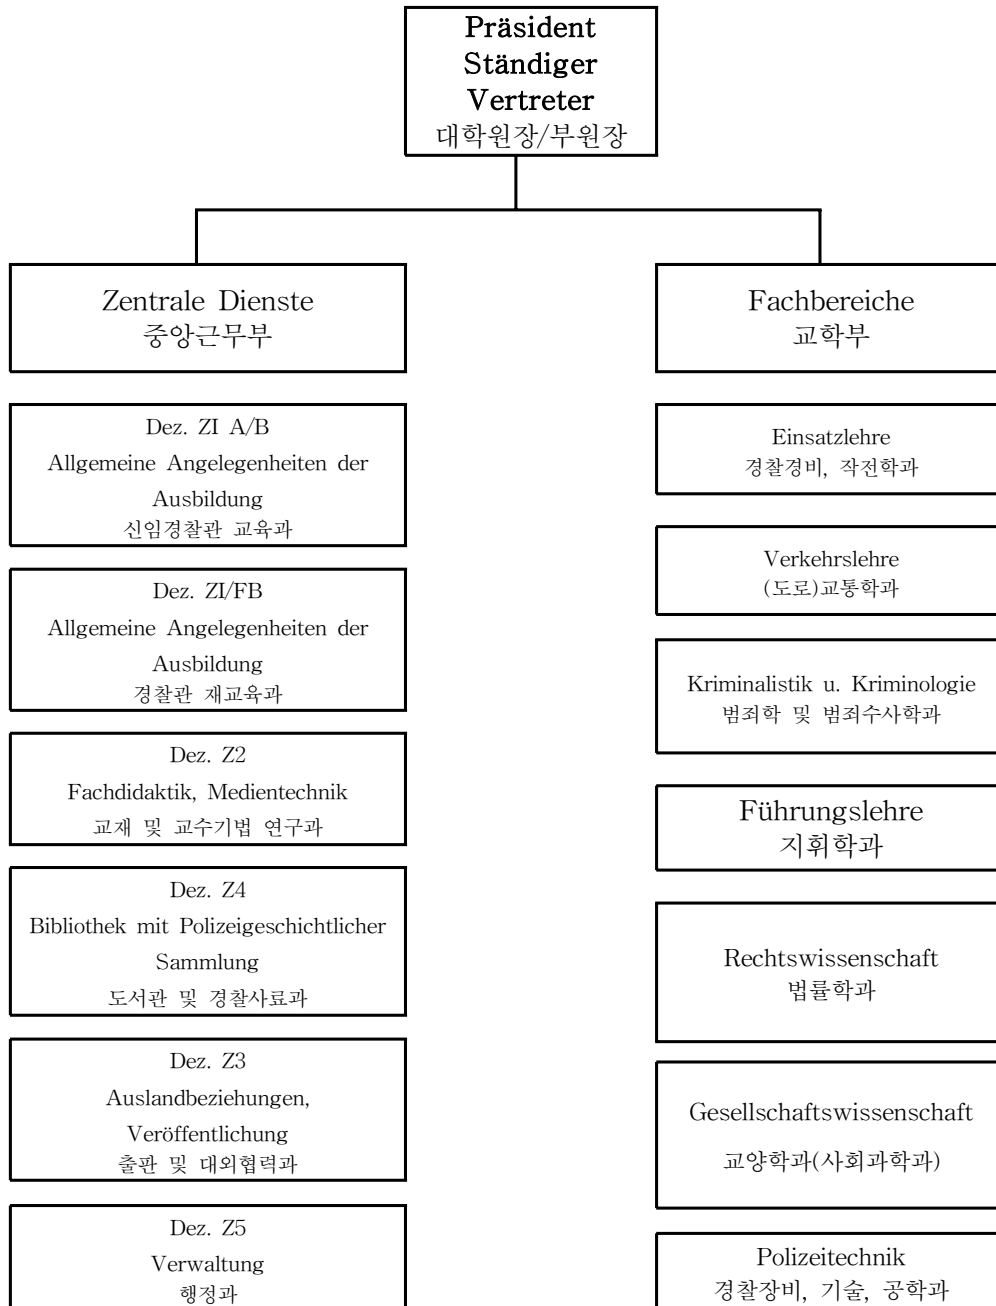 Präsident
Ständiger
Vertreter
대학원장/부원장
Zentrale Dienste
중앙근무부
Dez. ZI A/B
Allgemeine Angelegenheiten der
Ausbildung
신임경찰관 교육과
Dez. ZI/FB
Allgemeine Angelegenheiten der
Ausbildung
경찰관 재교육과
Dez. Z2
Fachdidaktik, Medientechnik
교재 및 교수기법 연구과
Dez. Z4
Bibliothek mit Polizeigeschichtlicher
Sammlung
도서관 및 경찰사료과
Dez. Z3
Auslandbeziehungen,
Veröffentlichung
출판 및 대외협력과
Dez. Z5
Verwaltung
행정과
Fachbereiche
교학부
Einsatzlehre
경찰경비, 작전학과
Verkehrslehre
(도로)교통학과
Kriminalistik u. Kriminologie
범죄학 및 범죄수사학과
Führungslehre
지휘학과
Rechtswissenschaft
법률학과
Gesellschaftswissenschaft
교양학과(사회과학과)
Polizeitechnik
경찰장비, 기술, 공학과